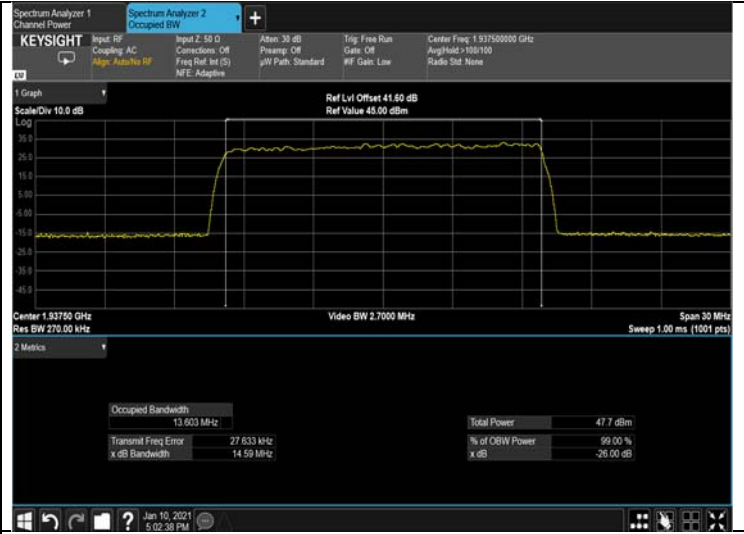 Spectrum Analyzer 1
Channel Power
Spectrum Analyzer 2
Occupied BW
+
KEYSIGHT
Input: RF
Coupling: AC
Align: Auto/No RF
Input Z: 50 Ω
Corrections: Off
Freq Ref: Int (S)
NFE: Adaptive
Atten: 30 dB
Preamp: Off
µW Path: Standard
Trig: Free Run
Gate: Off
#IF Gain: Low
Center Freq: 1.937500000 GHz
Avg|Hold:>100/100
Radio Std: None
1 Graph
Scale/Div 10.0 dB
Ref Lvl Offset 41.60 dB
Ref Value 45.00 dBm
Log
35.0
25.0
15.0
5.00
-5.00
-15.0
-25.0
-35.0
-45.0
Center 1.93750 GHz
Res BW 270.00 kHz
Video BW 2.7000 MHz
Span 30 MHz
Sweep 1.00 ms (1001 pts)
2 Metrics
Occupied Bandwidth
13.603 MHz
Transmit Freq Error 27.633 kHz
x dB Bandwidth 14.59 MHz
Total Power 47.7 dBm
% of OBW Power 99.00 %
x dB -26.00 dB
?
Jan 10, 2021
5:02:38 PM